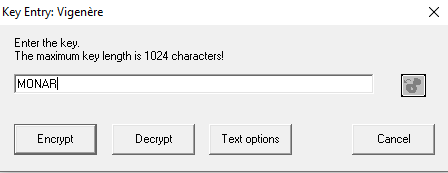 Key Entry: Vigenère
Enter the key.
The maximum key length is 1024 characters!
MONAR
Encrypt
Decrypt
Text options
Cancel